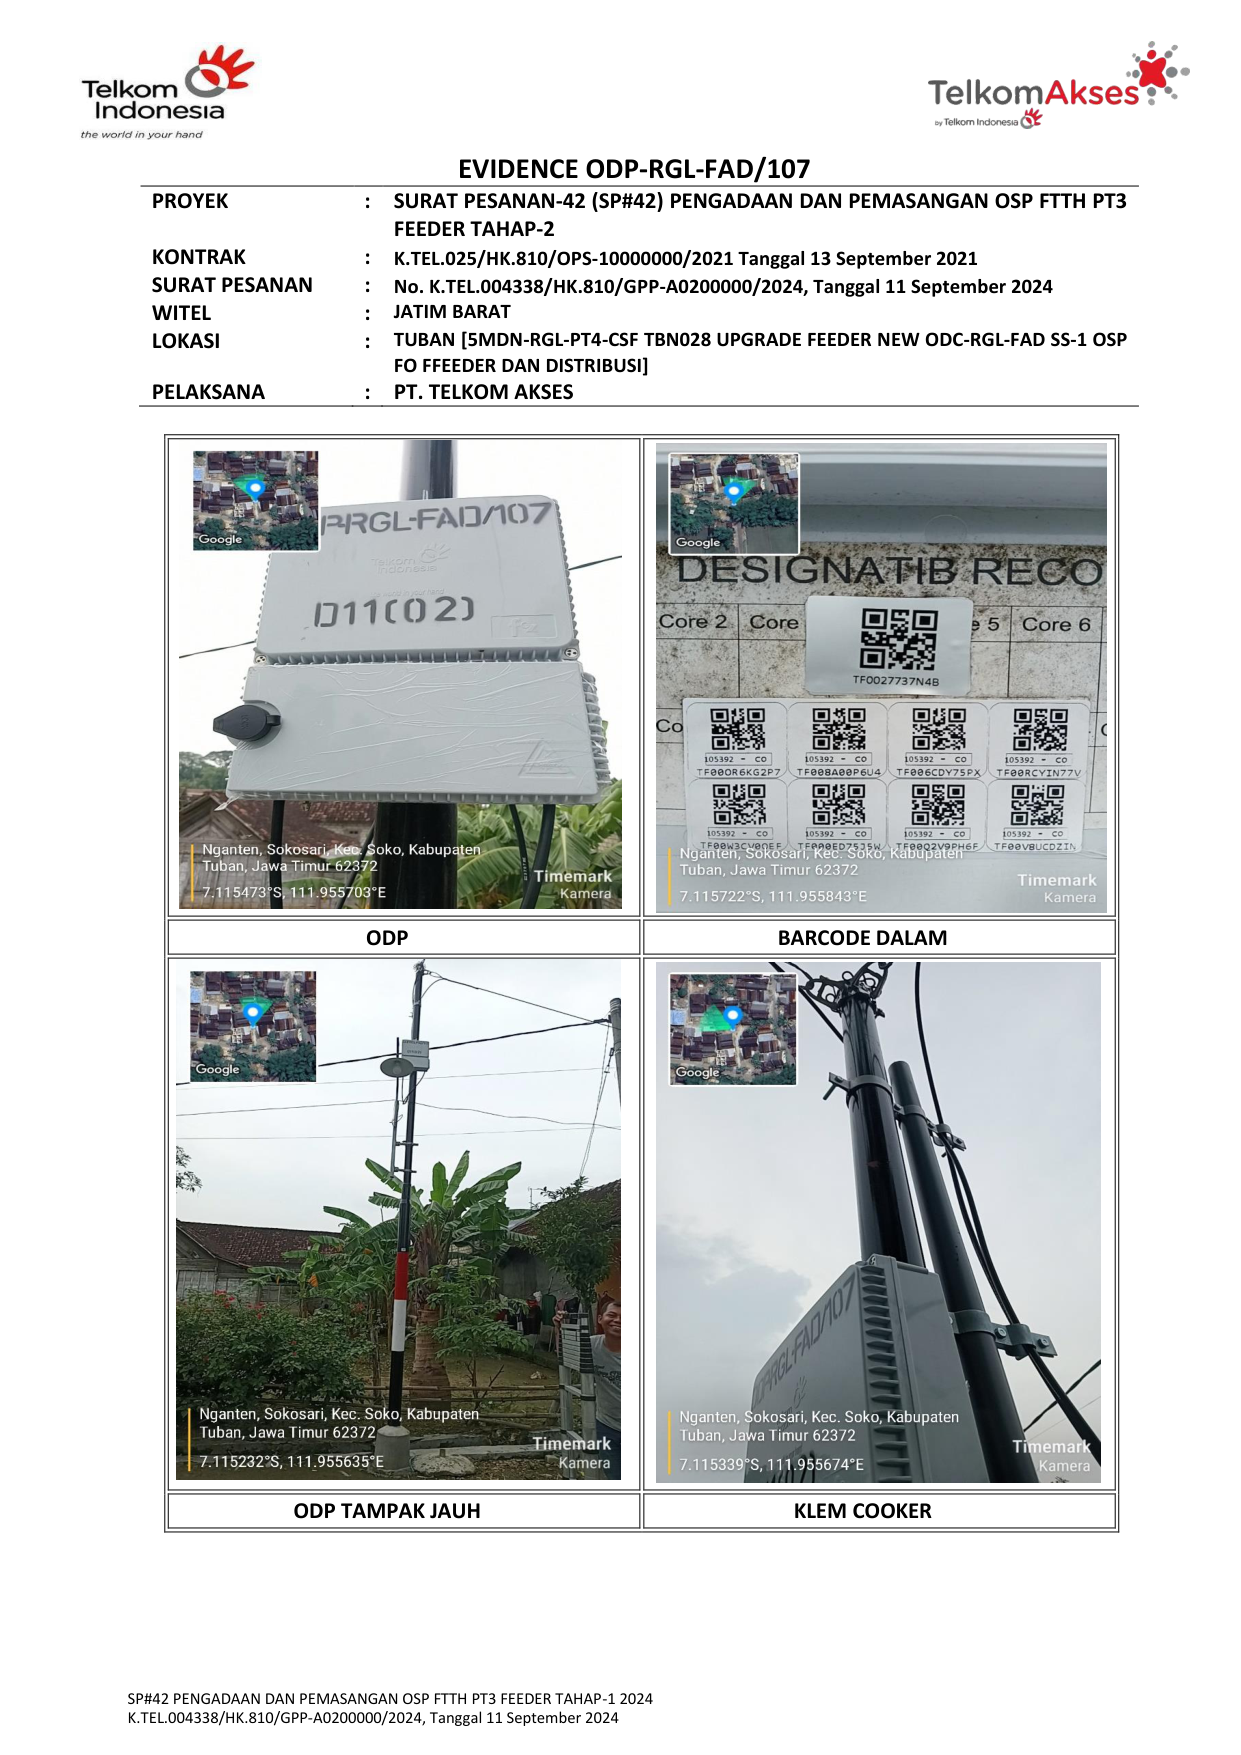 Telkom
Indonesia
the world in your hand
TelkomAkses
by Telkom Indonesia
EVIDENCE ODP-RGL-FAD/107
PROYEK : SURAT PESANAN-42 (SP#42) PENGADAAN DAN PEMASANGAN OSP FTTH PT3
FEEDER TAHAP-2
KONTRAK : K.TEL.025/HK.810/OPS-10000000/2021 Tanggal 13 September 2021
SURAT PESANAN : No. K.TEL.004338/HK.810/GPP-A0200000/2024, Tanggal 11 September 2024
WITEL : JATIM BARAT
LOKASI : TUBAN [5MDN-RGL-PT4-CSF TBN028 UPGRADE FEEDER NEW ODC-RGL-FAD SS-1 OSP
FO FFEEDER DAN DISTRIBUSI]
PELAKSANA : PT. TELKOM AKSES
Google
PRGL-FAD/107
Telkom
Indonesia
D11(02)
Nganten, Sokosari, Kec. Soko, Kabupaten
Tuban, Jawa Timur 62372
7.115473°S, 111.955703°E
Timemark
Kamera
Google
DESIGNATIB RECO
Core 2 Core e 5 Core 6
TF0027737N4B
Co
105392 - CO 105392 - CO 105392 - CO 105392 - CO
TF00OR6KG2P7 TF008A00P6U4 TF006CDY75PX TF00RCYIN77V
105392 - CO 105392 - CO 105392 - CO 105392 - CO
Nganten, Sokosari, Kec. Soko, Kabupaten
Tuban, Jawa Timur 62372
7.115722°S, 111.955843°E
Timemark
Kamera
ODP
BARCODE DALAM
Google
Nganten, Sokosari, Kec. Soko, Kabupaten
Tuban, Jawa Timur 62372
7.115232°S, 111.955635°E
Timemark
Kamera
Google
ODPRGL-FAD/107
Nganten, Sokosari, Kec. Soko, Kabupaten
Tuban, Jawa Timur 62372
7.115339°S, 111.955674°E
Timemark
Kamera
ODP TAMPAK JAUH
KLEM COOKER
SP#42 PENGADAAN DAN PEMASANGAN OSP FTTH PT3 FEEDER TAHAP-1 2024
K.TEL.004338/HK.810/GPP-A0200000/2024, Tanggal 11 September 2024